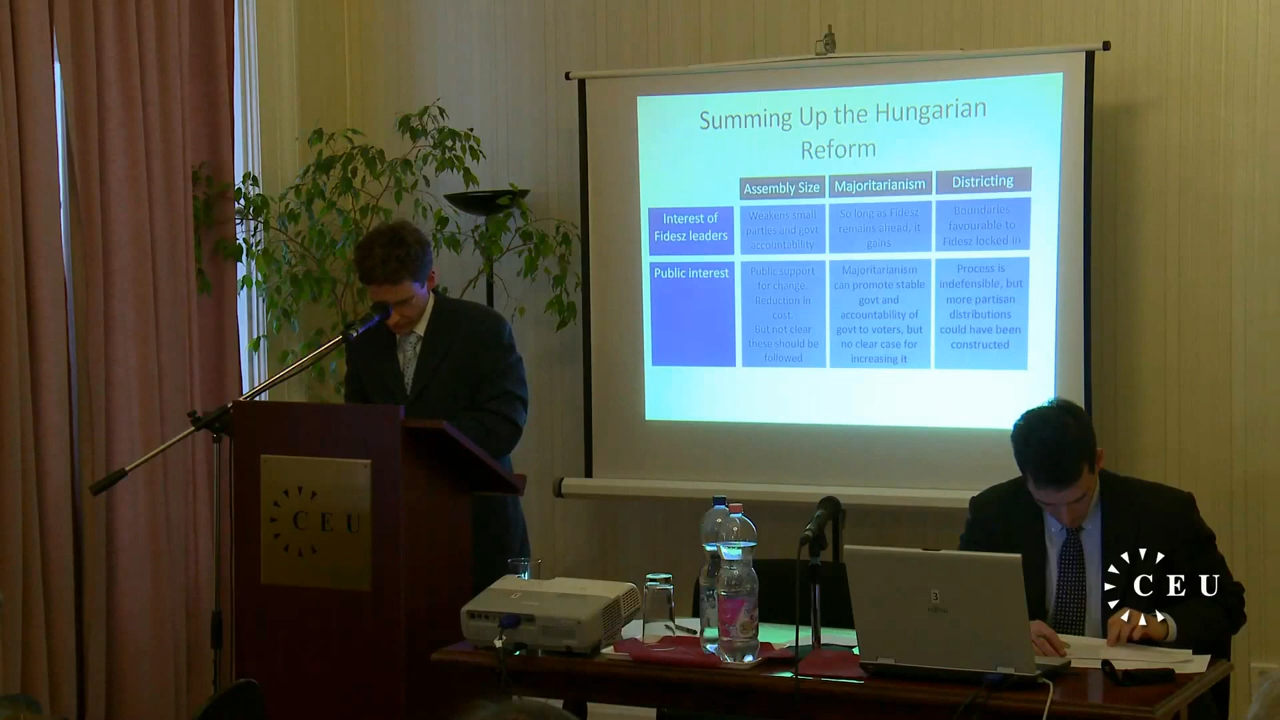 Summing Up the Hungarian
Reform
Assembly Size
Majoritarianism
Districting
Interest of
Fidesz leaders
Weakens small
parties and govt
accountability
So long as Fidesz
remains ahead, it
gains
Boundaries
favourable to
Fidesz locked in
Public interest
Public support
for change.
Reduction in
cost.
But not clear
these should be
followed
Majoritarianism
can promote stable
govt and
accountability of
govt to voters, but
no clear case for
increasing it
Process is
indefensible, but
more partisan
distributions
could have been
constructed
CEU
3
FUJITSU
CEU